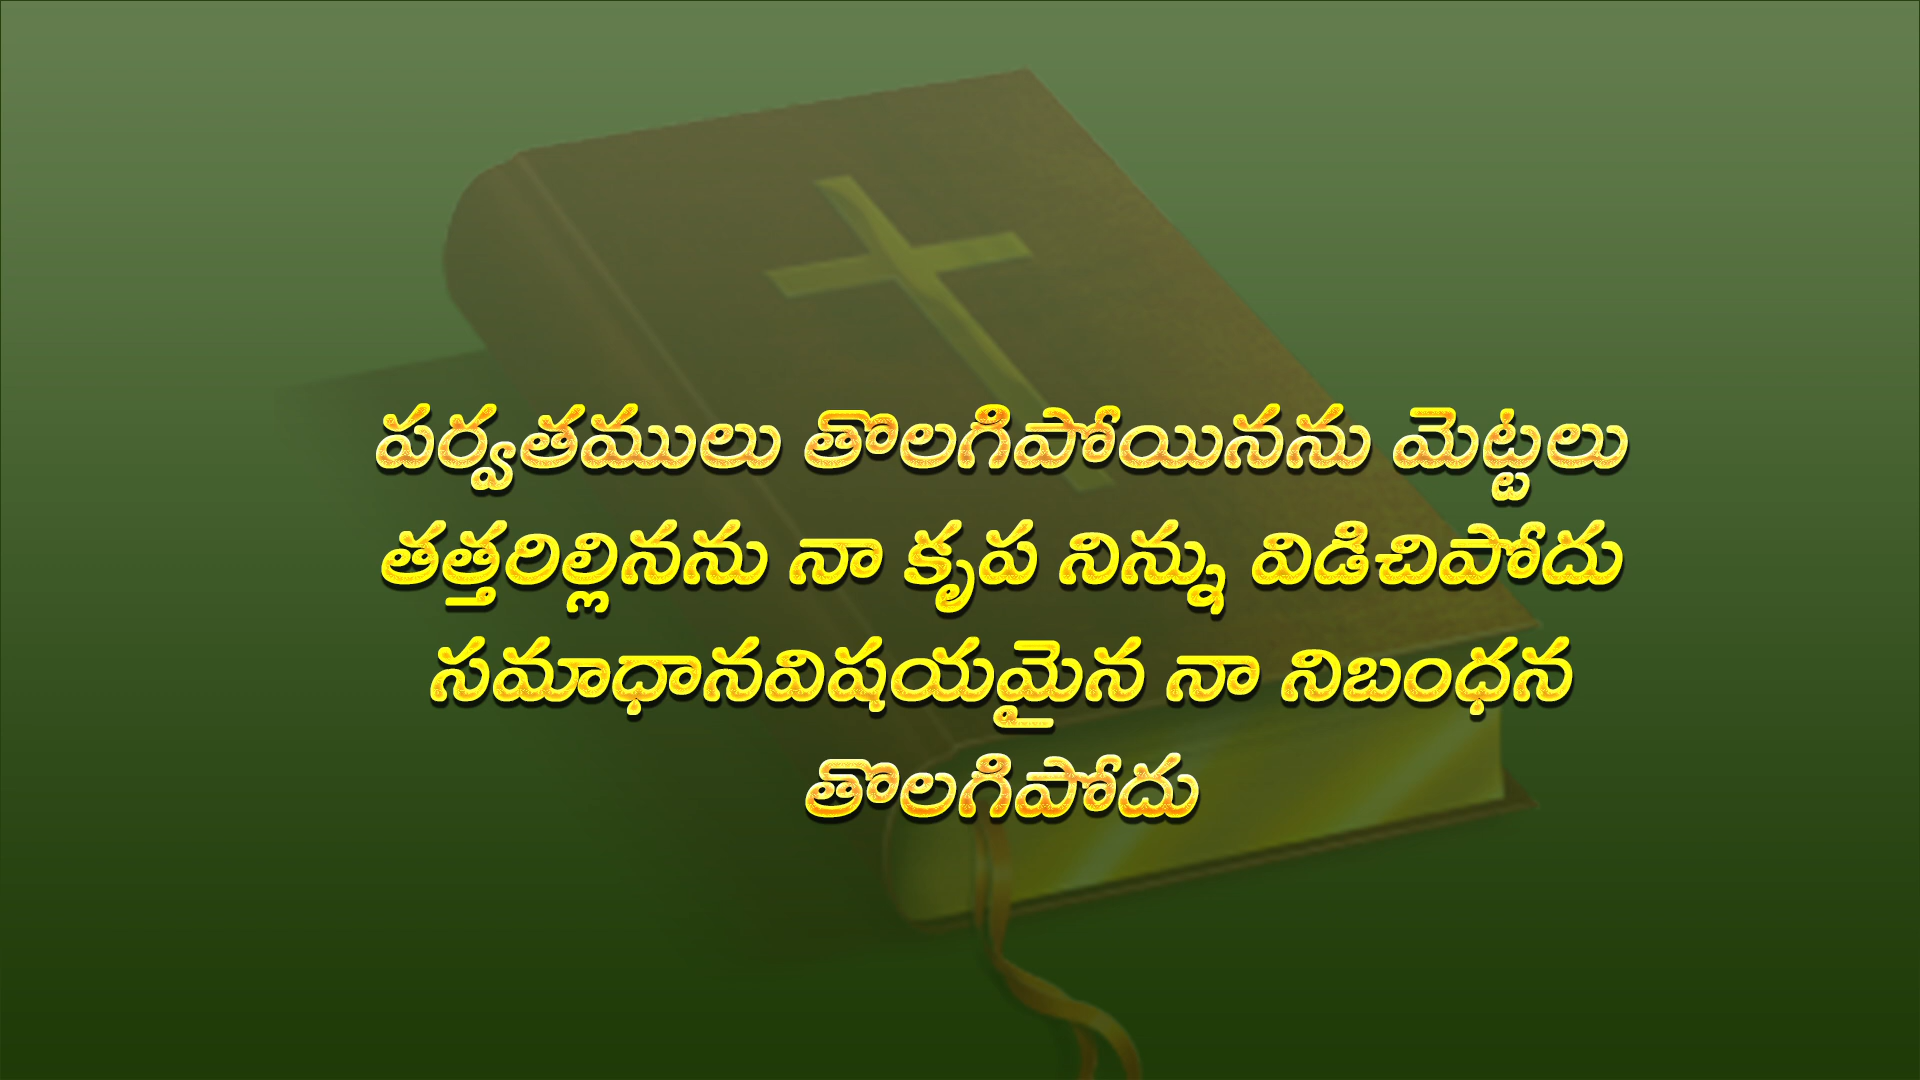 పర్వతములు తొలగిపోయినను మెట్టలు
తత్తరిల్లినను నా కృప నిన్ను విడిచిపోదు
సమాధానవిషయమైన నా నిబంధన
తొలగిపోదు